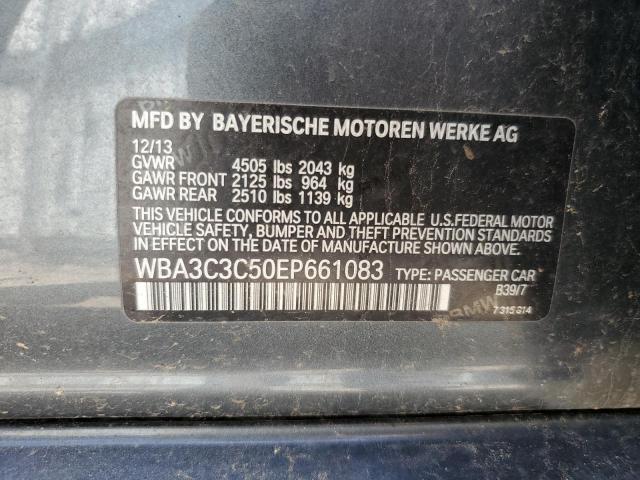 MFD BY BAYERISCHE MOTOREN WERKE AG
12/13
GVWR 4505 lbs 2043 kg
GAWR FRONT 2125 lbs 964 kg
GAWR REAR 2510 lbs 1139 kg
THIS VEHICLE CONFORMS TO ALL APPLICABLE U.S.FEDERAL MOTOR
VEHICLE SAFETY, BUMPER AND THEFT PREVENTION
STANDARDS IN EFFECT ON THE DATE OF MANUFACTURE SHOWN ABOVE.
WBA3C3C50EP661083 TYPE: PASSENGER CAR
B39/7
BMW
7 315 814